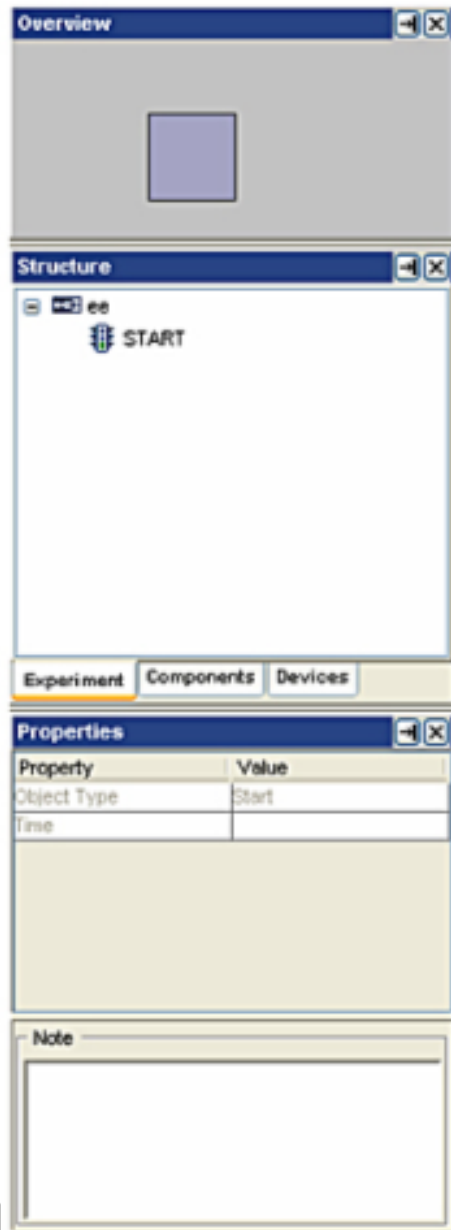 Overview
Structure
ee
START
Experiment Components Devices
Properties
Property Value
Object Type Start
Time
Note